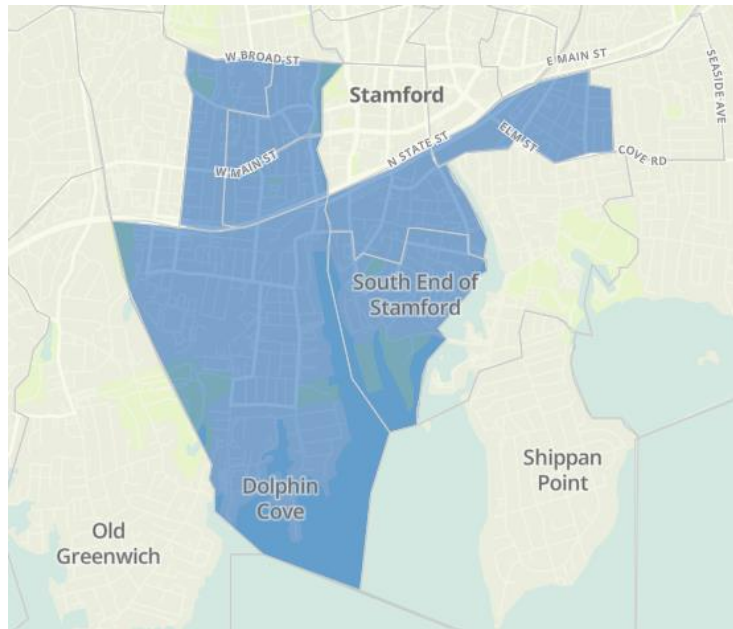 W BROAD ST
E MAIN ST
SEASIDE AVE
Stamford
N STATE ST
ELM ST
COVE RD
W MAIN ST
South End of
Stamford
Shippan
Point
Dolphin
Cove
Old
Greenwich